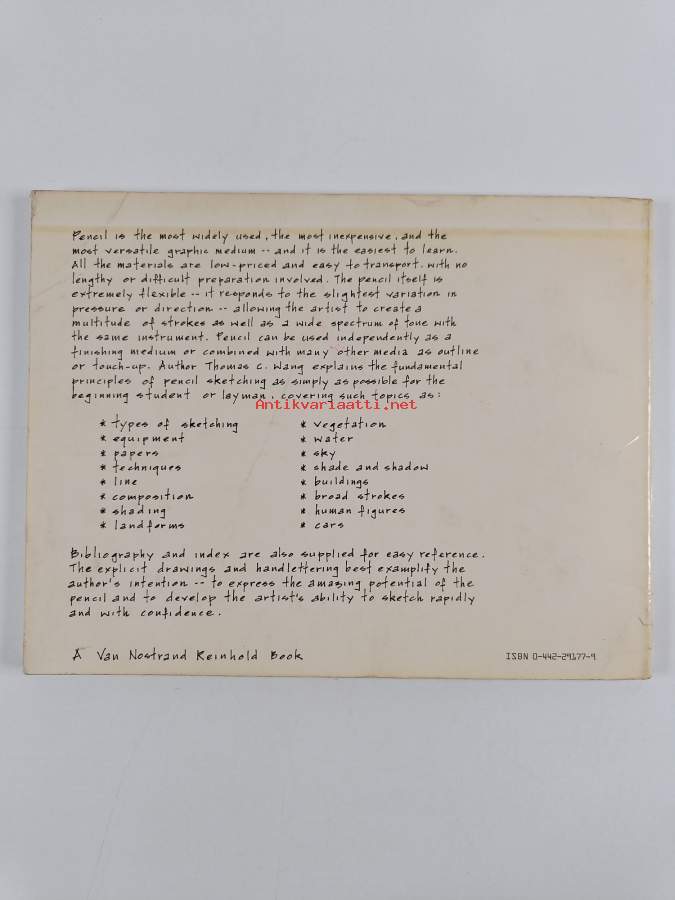 Pencil is the most widely used, the most inexpensive, and the
most versatile graphic medium -- and it is the easiest to learn.
All the materials are low-priced and easy to transport, with no
lengthy or difficult preparation involved. The pencil itself is
extremely flexible -- it responds to the slightest variation in
pressure or direction -- allowing the artist to create a
multitude of strokes as well as a wide spectrum of tone with
the same instrument. Pencil can be used independently as a
finishing medium or combined with many other media as outline
or touch-up. Author Thomas C. Wang explains the fundamental
principles of pencil sketching as simply as possible for the
beginning student or layman, covering such topics as:
Antikvariaatti.net
* types of sketching
* equipment
* papers
* techniques
* line
* composition
* shading
* landforms
* vegetation
* water
* sky
* shade and shadow
* buildings
* broad strokes
* human figures
* cars
Bibliography and index are also supplied for easy reference.
The explicit drawings and handlettering best examplify the
author's intention -- to express the amazing potential of the
pencil and to develop the artist's ability to sketch rapidly
and with confidence.
A Van Nostrand Reinhold Book
ISBN 0-442-29177-9